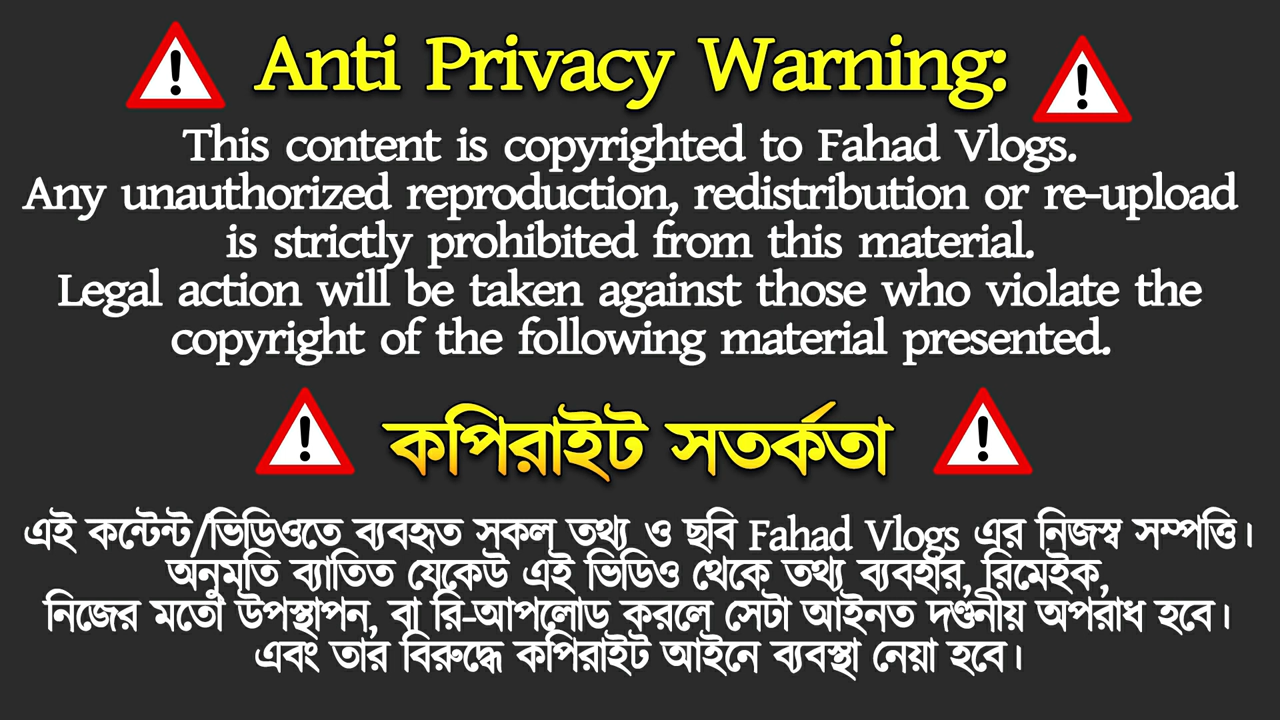 Anti Privacy Warning:
This content is copyrighted to Fahad Vlogs.
Any unauthorized reproduction, redistribution or re-upload
is strictly prohibited from this material.
Legal action will be taken against those who violate the
copyright of the following material presented.
কপিরাইট সতর্কতা
এই কন্টেন্ট/ভিডিওতে ব্যবহৃত সকল তথ্য ও ছবি Fahad Vlogs এর নিজস্ব সম্পত্তি।
অনুমতি ব্যাতিত যেকেউ এই ভিডিও থেকে তথ্য ব্যবহার, রিমেইক,
নিজের মতো উপস্থাপন, বা রি-আপলোড করলে সেটা আইনত দণ্ডনীয় অপরাধ হবে।
এবং তার বিরুদ্ধে কপিরাইট আইনে ব্যবস্থা নেয়া হবে।